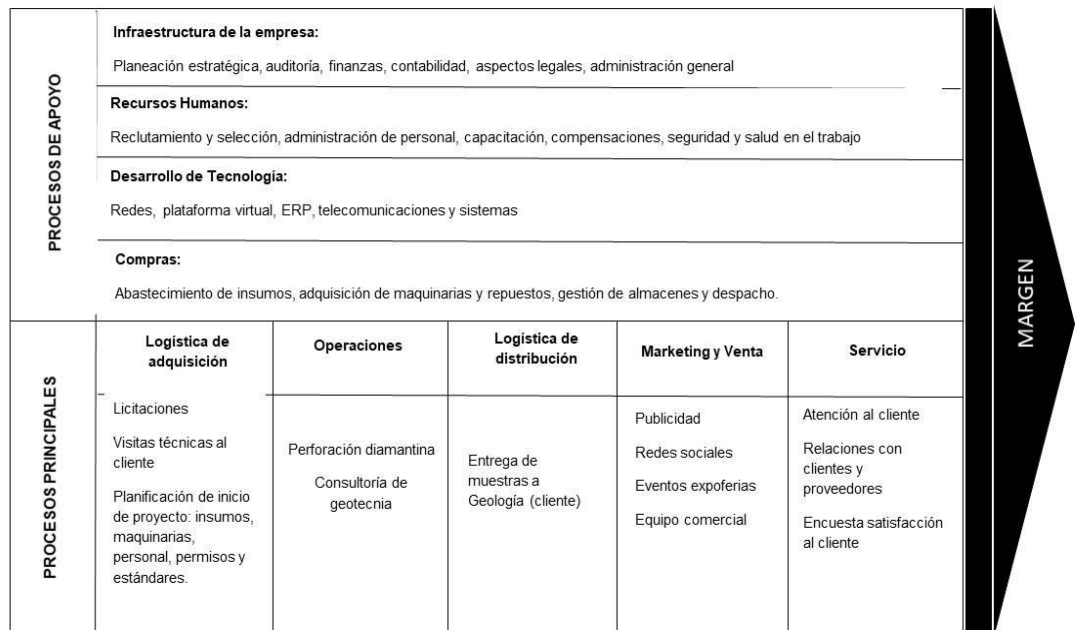 PROCESOS DE APOYO
Infraestructura de la empresa:
Planeación estratégica, auditoría, finanzas, contabilidad, aspectos legales, administración general
Recursos Humanos:
Reclutamiento y selección, administración de personal, capacitación, compensaciones, seguridad y salud en el trabajo
Desarrollo de Tecnología:
Redes, plataforma virtual, ERP, telecomunicaciones y sistemas
Compras:
Abastecimiento de insumos, adquisición de maquinarias y repuestos, gestión de almacenes y despacho.
PROCESOS PRINCIPALES
Logística de
adquisición
Licitaciones
Visitas técnicas al
cliente
Planificación de inicio
de proyecto: insumos,
maquinarias,
personal, permisos y
estándares.
Operaciones
Perforación diamantina
Consultoría de
geotecnia
Logística de
distribución
Entrega de
muestras a
Geología (cliente)
Marketing y Venta
Publicidad
Redes sociales
Eventos expoferias
Equipo comercial
Servicio
Atención al cliente
Relaciones con
clientes y
proveedores
Encuesta satisfacción
al cliente
MARGEN